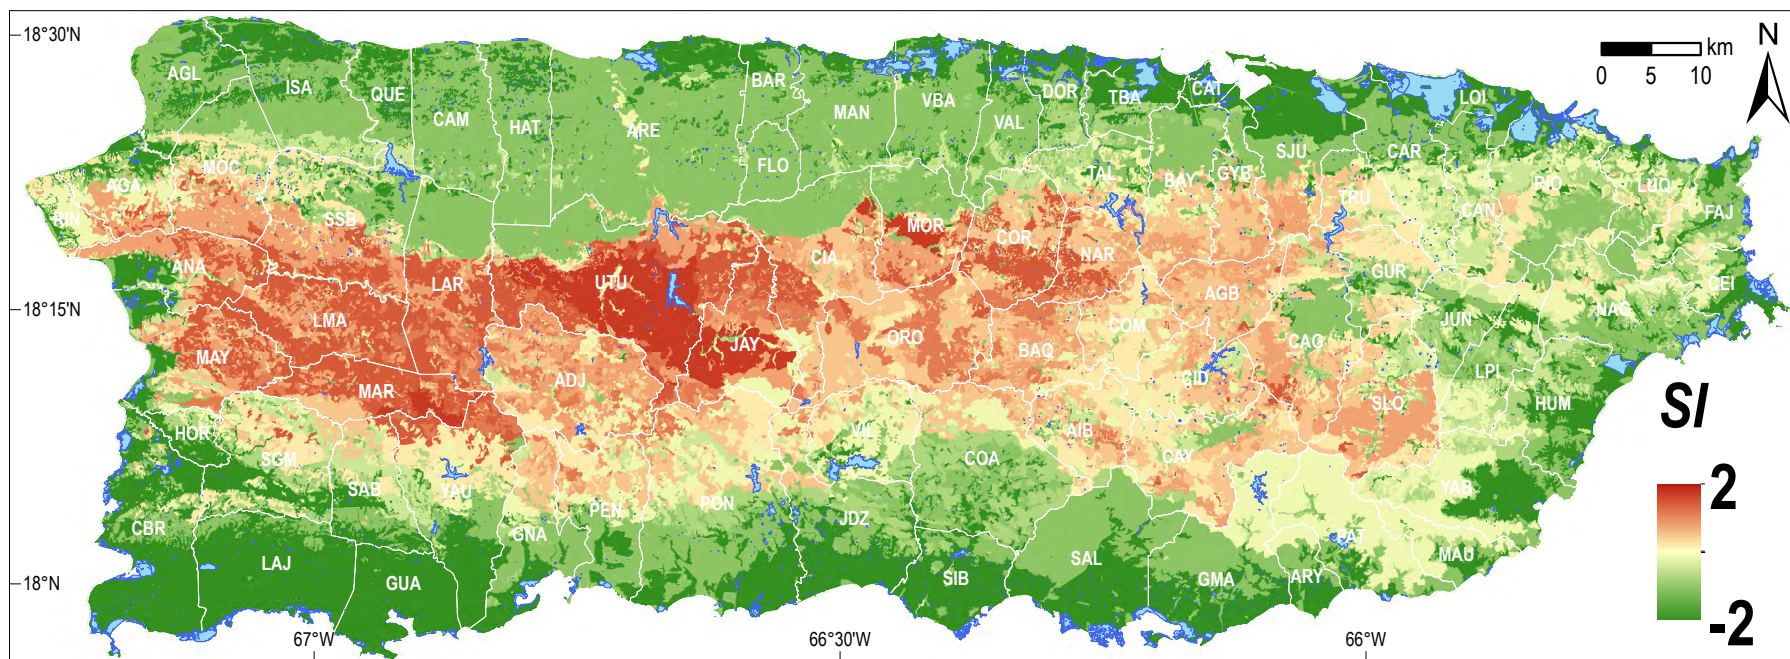 18°30'N
18°15'N
18°N
67°W
66°30'W
66°W
N
km
0 5 10
SI
2
-2
AGL
ISA
QUE
CAM
HAT
ARE
BAR
MAN
VBA
VAL
DOR
TBA
CAT
LOI
FLO
SJU
CAR
MOC
AGA
RIN
SSB
TAL
BAY
GYB
TRU
CAN
RIO
LUQ
FAJ
MOR
COR
NAR
CIA
ANA
LAR
UTU
AGB
GUR
CEI
NAG
LMA
MAY
JAY
ORO
BAQ
COM
CAG
JUN
LPI
MAR
ADJ
CID
SLO
HUM
HOR
SGM
SAB
YAU
VIL
AIB
COA
CAY
YAB
CBR
GNA
PEN
PON
JDZ
PAT
MAU
LAJ
GUA
SIB
SAL
GMA
ARY